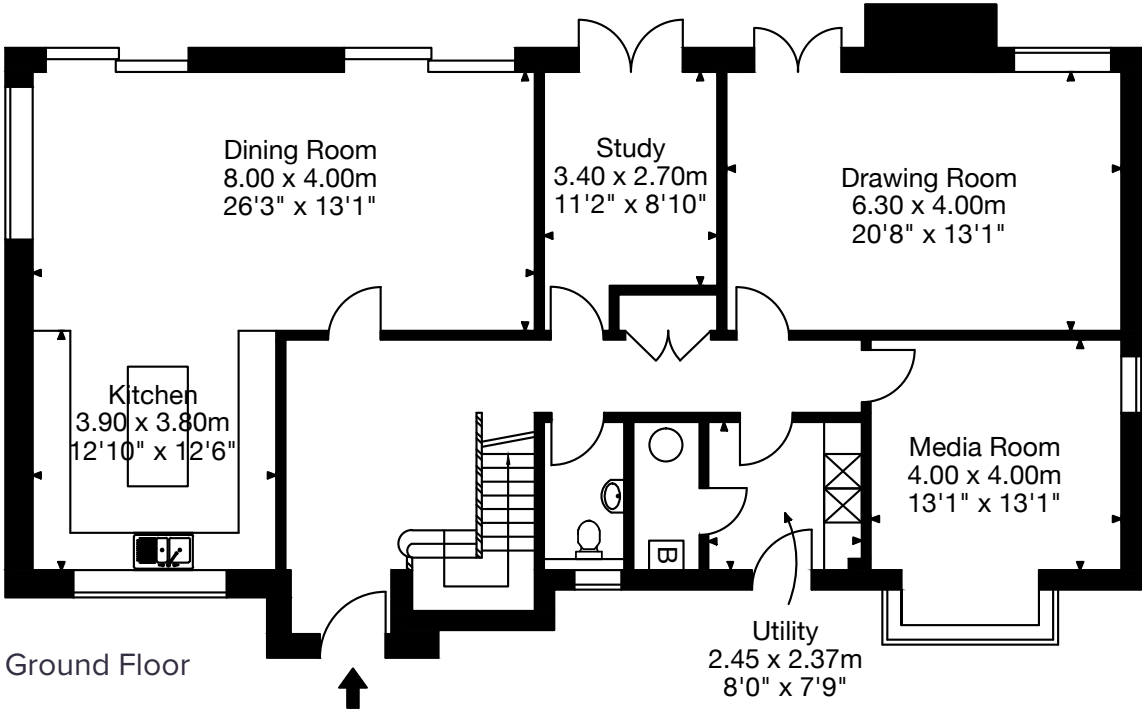 Dining Room
8.00 x 4.00m
26'3" x 13'1"
Study
3.40 x 2.70m
11'2" x 8'10"
Drawing Room
6.30 x 4.00m
20'8" x 13'1"
Kitchen
3.90 x 3.80m
12'10" x 12'6"
Media Room
4.00 x 4.00m
13'1" x 13'1"
B
Utility
2.45 x 2.37m
8'0" x 7'9"
Ground Floor